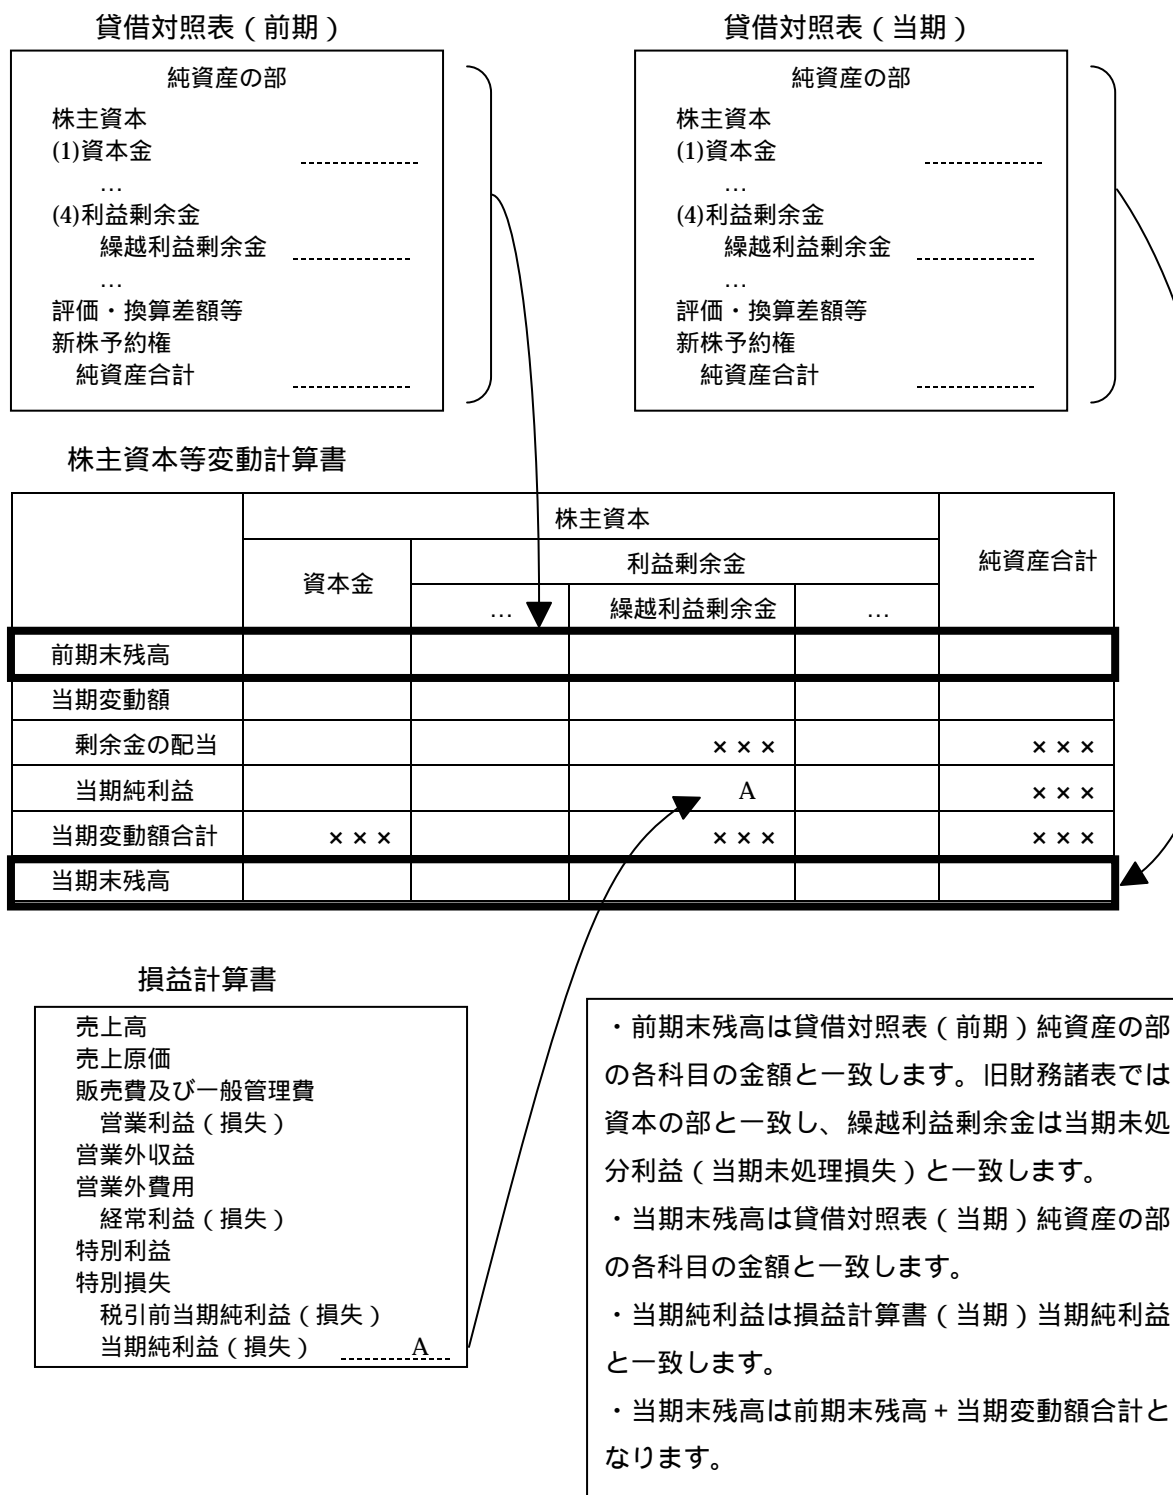 貸借対照表（前期）
純資産の部
株主資本
(1)資本金
…
(4)利益剰余金
繰越利益剰余金
…
評価・換算差額等
新株予約権
純資産合計
貸借対照表（当期）
純資産の部
株主資本
(1)資本金
…
(4)利益剰余金
繰越利益剰余金
…
評価・換算差額等
新株予約権
純資産合計
株主資本等変動計算書
株主資本
資本金
利益剰余金
純資産合計
… 繰越利益剰余金 …
前期末残高
当期変動額
剰余金の配当 ××× ×××
当期純利益 A ×××
当期変動額合計 ××× ××× ×××
当期末残高
損益計算書
売上高
売上原価
販売費及び一般管理費
営業利益（損失）
営業外収益
営業外費用
経常利益（損失）
特別利益
特別損失
税引前当期純利益（損失）
当期純利益（損失） A
・前期末残高は貸借対照表（前期）純資産の部
の各科目の金額と一致します。旧財務諸表では
資本の部と一致し、繰越利益剰余金は当期未処
分利益（当期未処理損失）と一致します。
・当期末残高は貸借対照表（当期）純資産の部
の各科目の金額と一致します。
・当期純利益は損益計算書（当期）当期純利益
と一致します。
・当期末残高は前期末残高＋当期変動額合計と
なります。